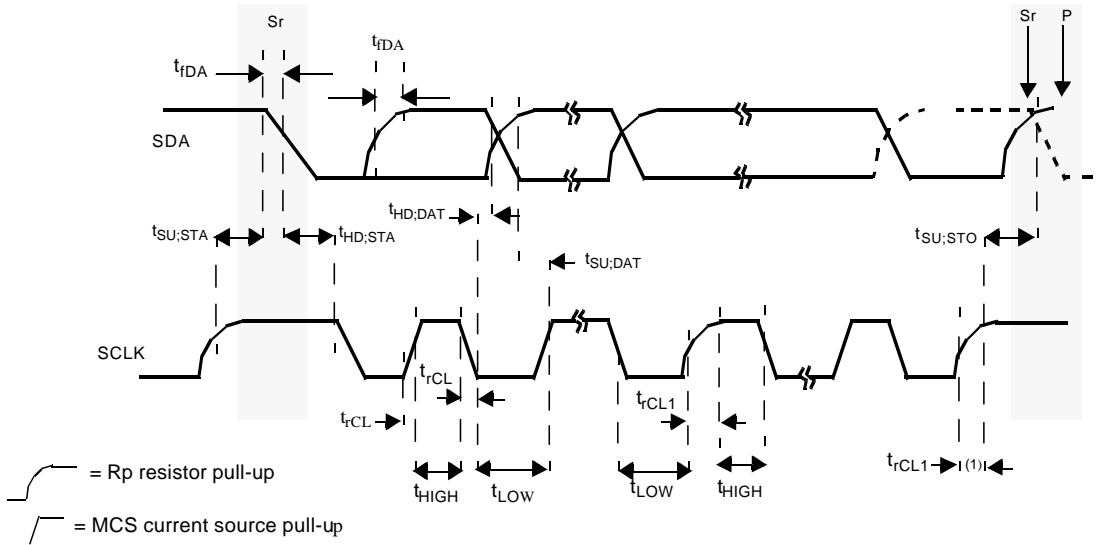 Sr
Sr P
tfDA
tfDA
SDA
tHD;DAT
tSU;STA
tHD;STA
tSU;STO
tSU;DAT
SCLK
trCL
trCL1
trCL
trCL1
(1)
tHIGH
tLOW
tLOW
tHIGH
= Rp resistor pull-up
= MCS current source pull-up